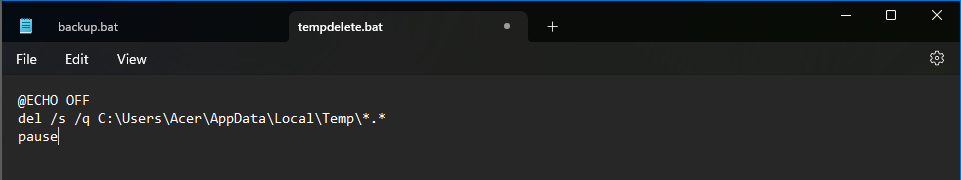 backup.bat
tempdelete.bat
File Edit View
@ECHO OFF
del /s /q C:\Users\Acer\AppData\Local\Temp\*.*
pause